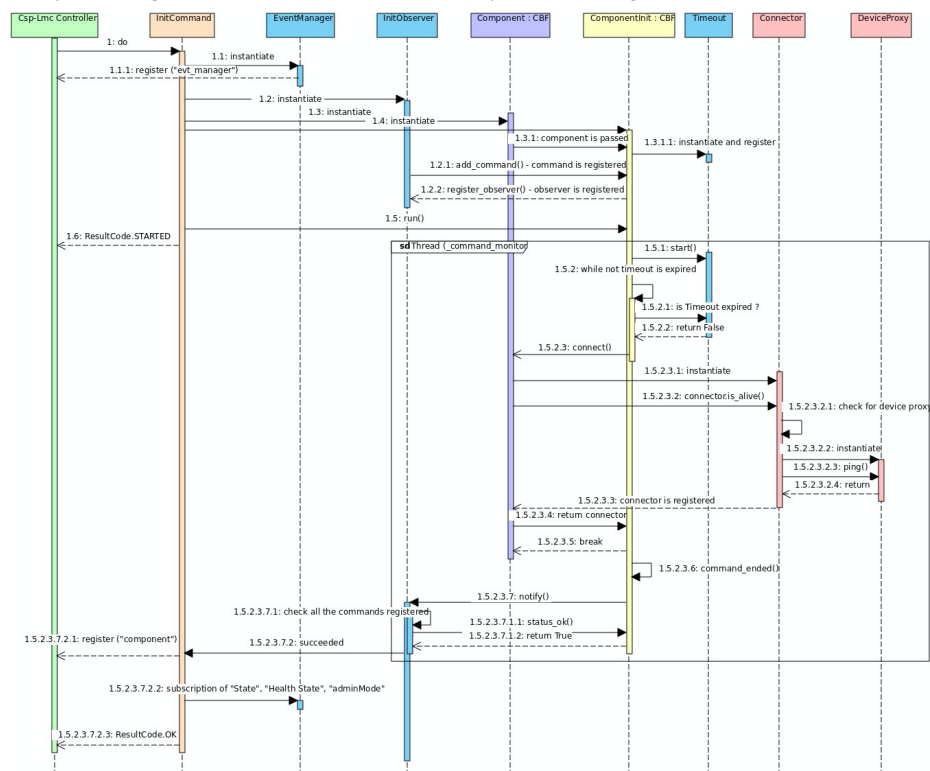 Csp-Lmc Controller
InitCommand
EventManager
InitObserver
Component : CBF
ComponentInit : CBF
Timeout
Connector
DeviceProxy
1: do
1.1: instantiate
1.1.1: register ("evt_manager")
1.2: instantiate
1.3: instantiate
1.4: instantiate
1.3.1: component is passed
1.3.1.1: instantiate and register
1.2.1: add_command() - command is registered
1.2.2: register_observer() - observer is registered
1.5: run()
1.6: ResultCode.STARTED
sd Thread (_command_monitor
1.5.1: start()
1.5.2: while not timeout is expired
1.5.2.1: is Timeout expired ?
1.5.2.2: return False
1.5.2.3: connect()
1.5.2.3.1: instantiate
1.5.2.3.2: connector.is_alive()
1.5.2.3.2.1: check for device proxy
1.5.2.3.2.2: instantiate
1.5.2.3.2.3: ping()
1.5.2.3.2.4: return
1.5.2.3.3: connector is registered
1.5.2.3.4: return connector
1.5.2.3.5: break
1.5.2.3.6: command_ended()
1.5.2.3.7: notify()
1.5.2.3.7.1: check all the commands registered
1.5.2.3.7.1.1: status_ok()
1.5.2.3.7.1.2: return True
1.5.2.3.7.2: succeeded
1.5.2.3.7.2.1: register ("component")
1.5.2.3.7.2.2: subscription of "State", "Health State", "adminMode"
1.5.2.3.7.2.3: ResultCode.OK